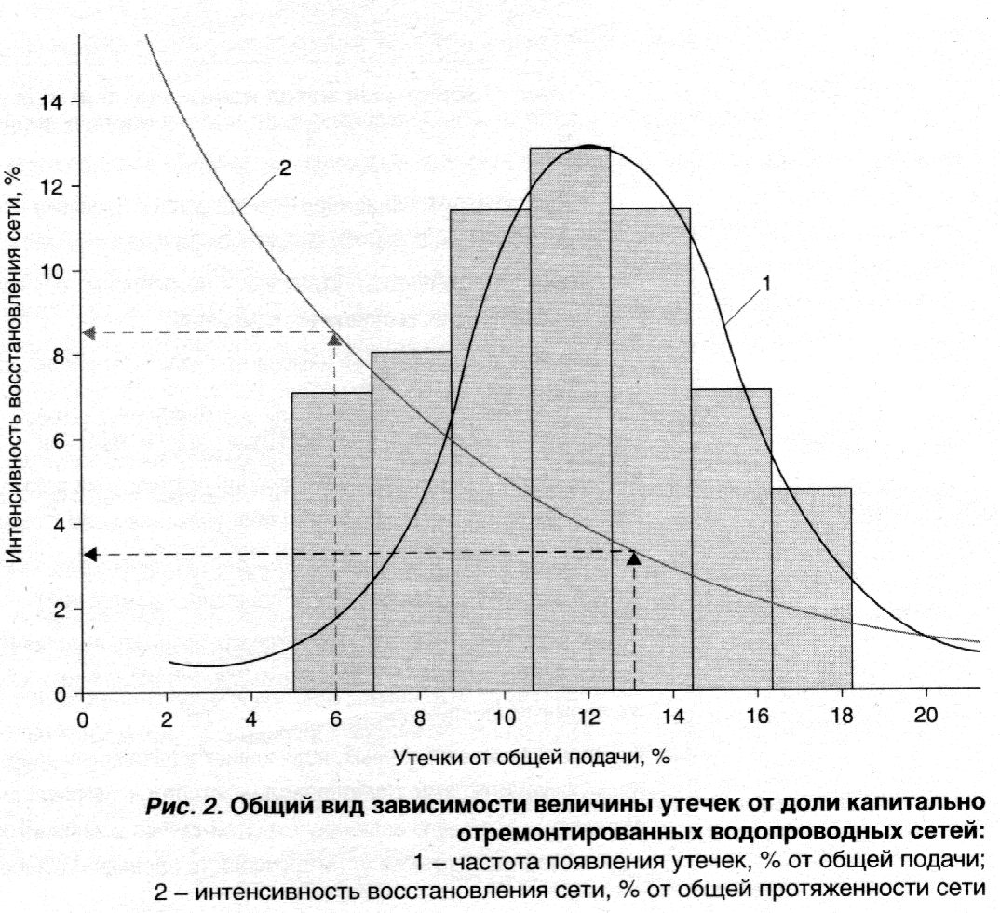 14
12
10
8
6
4
2
0
Интенсивность восстановления сети, %
2
1
0 2 4 6 8 10 12 14 16 18 20
Утечки от общей подачи, %
Рис. 2. Общий вид зависимости величины утечек от доли капитально
отремонтированных водопроводных сетей:
1 – частота появления утечек, % от общей подачи;
2 – интенсивность восстановления сети, % от общей протяженности сети